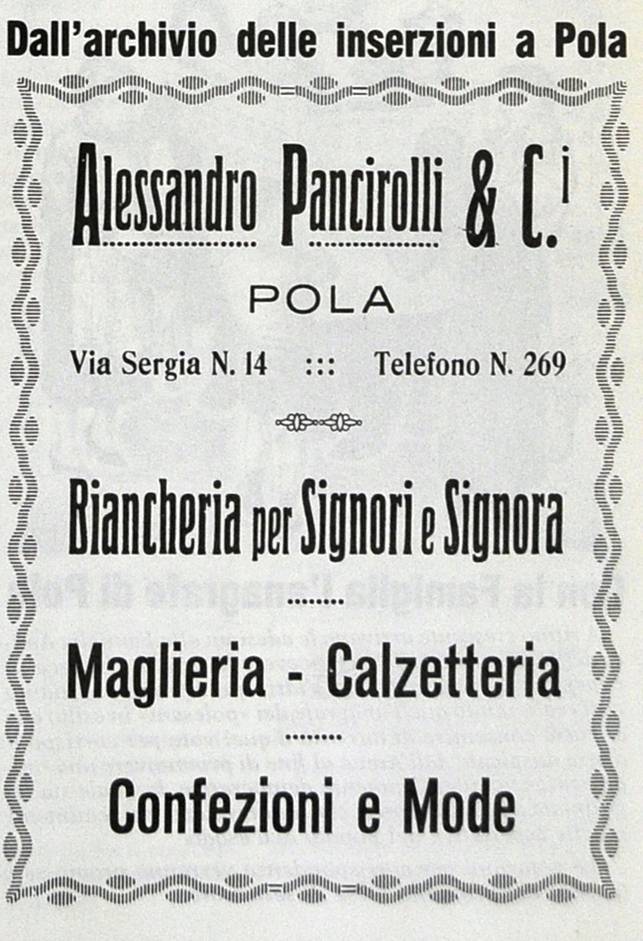 Dall'archivio delle inserzioni a Pola
Alessandro Pancirolli & C.i
POLA
Via Sergia N. 14 ::: Telefono N. 269
Biancheria per Signori e Signora
Maglieria - Calzetteria
Confezioni e Mode